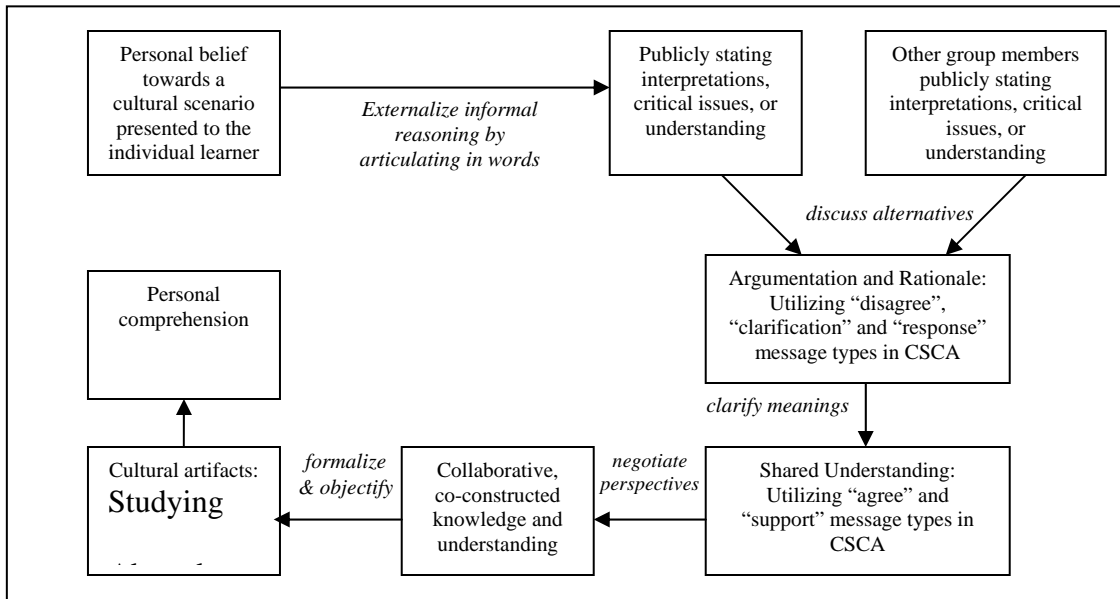 Personal belief
towards a
cultural scenario
presented to the
individual learner
Externalize informal
reasoning by
articulating in words
Publicly stating
interpretations,
critical issues, or
understanding
Other group members
publicly stating
interpretations, critical
issues, or
understanding
discuss alternatives
Argumentation and Rationale:
Utilizing “disagree”,
“clarification” and “response”
message types in CSCA
clarify meanings
Shared Understanding:
Utilizing “agree” and
“support” message types in
CSCA
negotiate
perspectives
Collaborative,
co-constructed
knowledge and
understanding
formalize
& objectify
Cultural artifacts:
Studying
Personal
comprehension